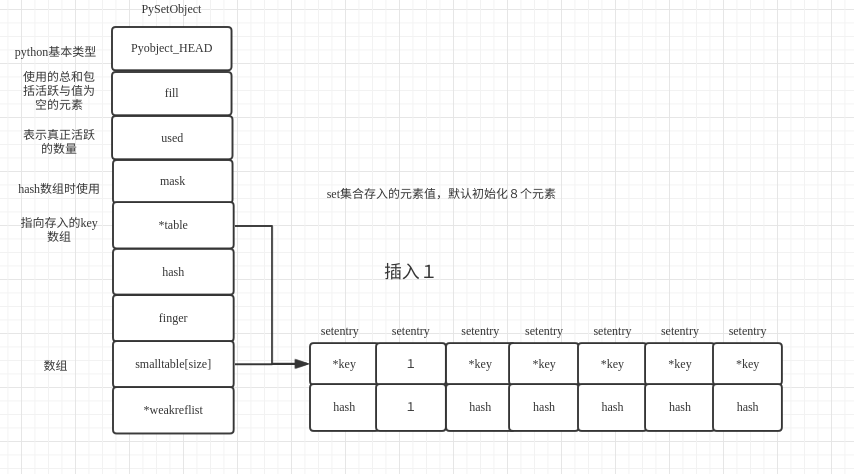 PySetObject
python基本类型
Pyobject_HEAD
使用的总和包
括活跃与值为
空的元素
fill
表示真正活跃
的数量
used
hash数组时使用
mask
指向存入的key
数组
*table
hash
finger
数组
smalltable[size]
*weakreflist
set集合存入的元素值，默认初始化８个元素
插入１
setentry setentry setentry setentry setentry setentry setentry
*key １ *key *key *key *key *key
hash １ hash hash hash hash hash